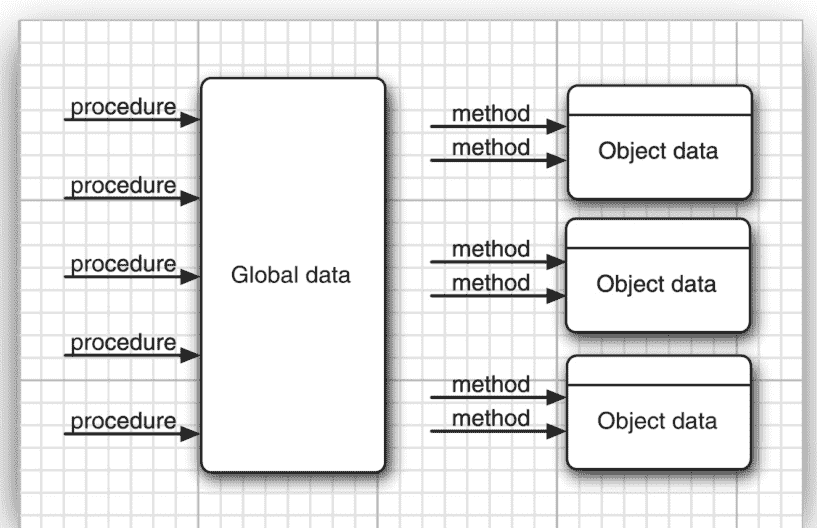 procedure
procedure
procedure
procedure
procedure
Global data
method
method
Object data
method
method
Object data
method
method
Object data